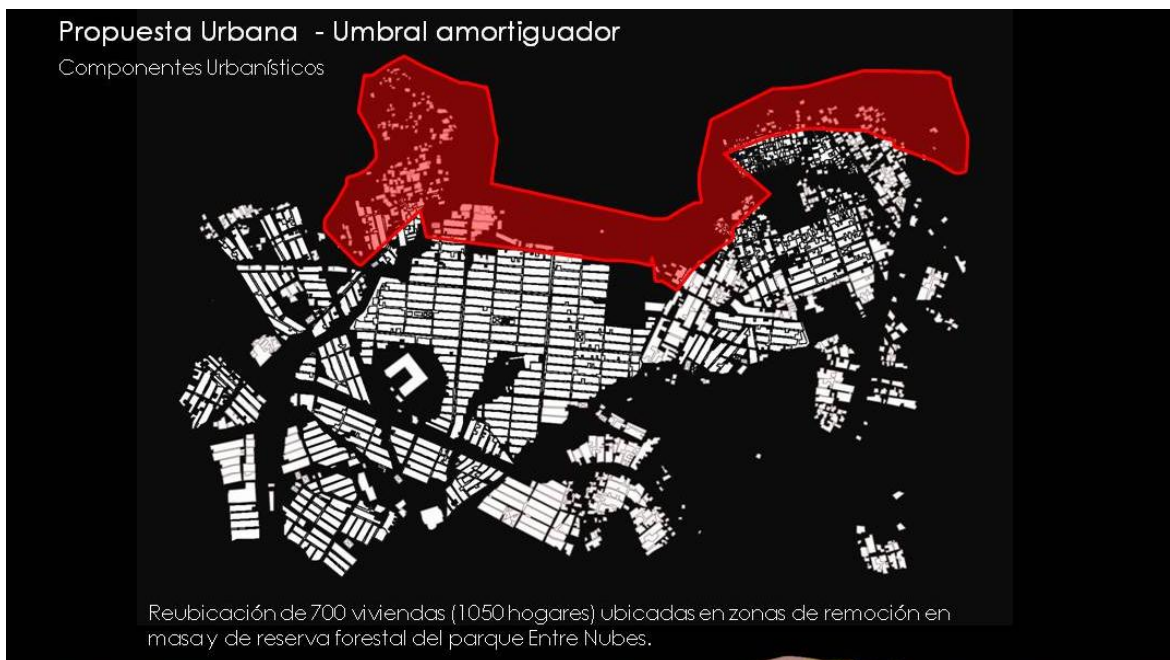 Propuesta Urbana - Umbral amortiguador
Componentes Urbanísticos
Reubicación de 700 viviendas (1050 hogares) ubicadas en zonas de remoción en
masa y de reserva forestal del parque Entre Nubes.